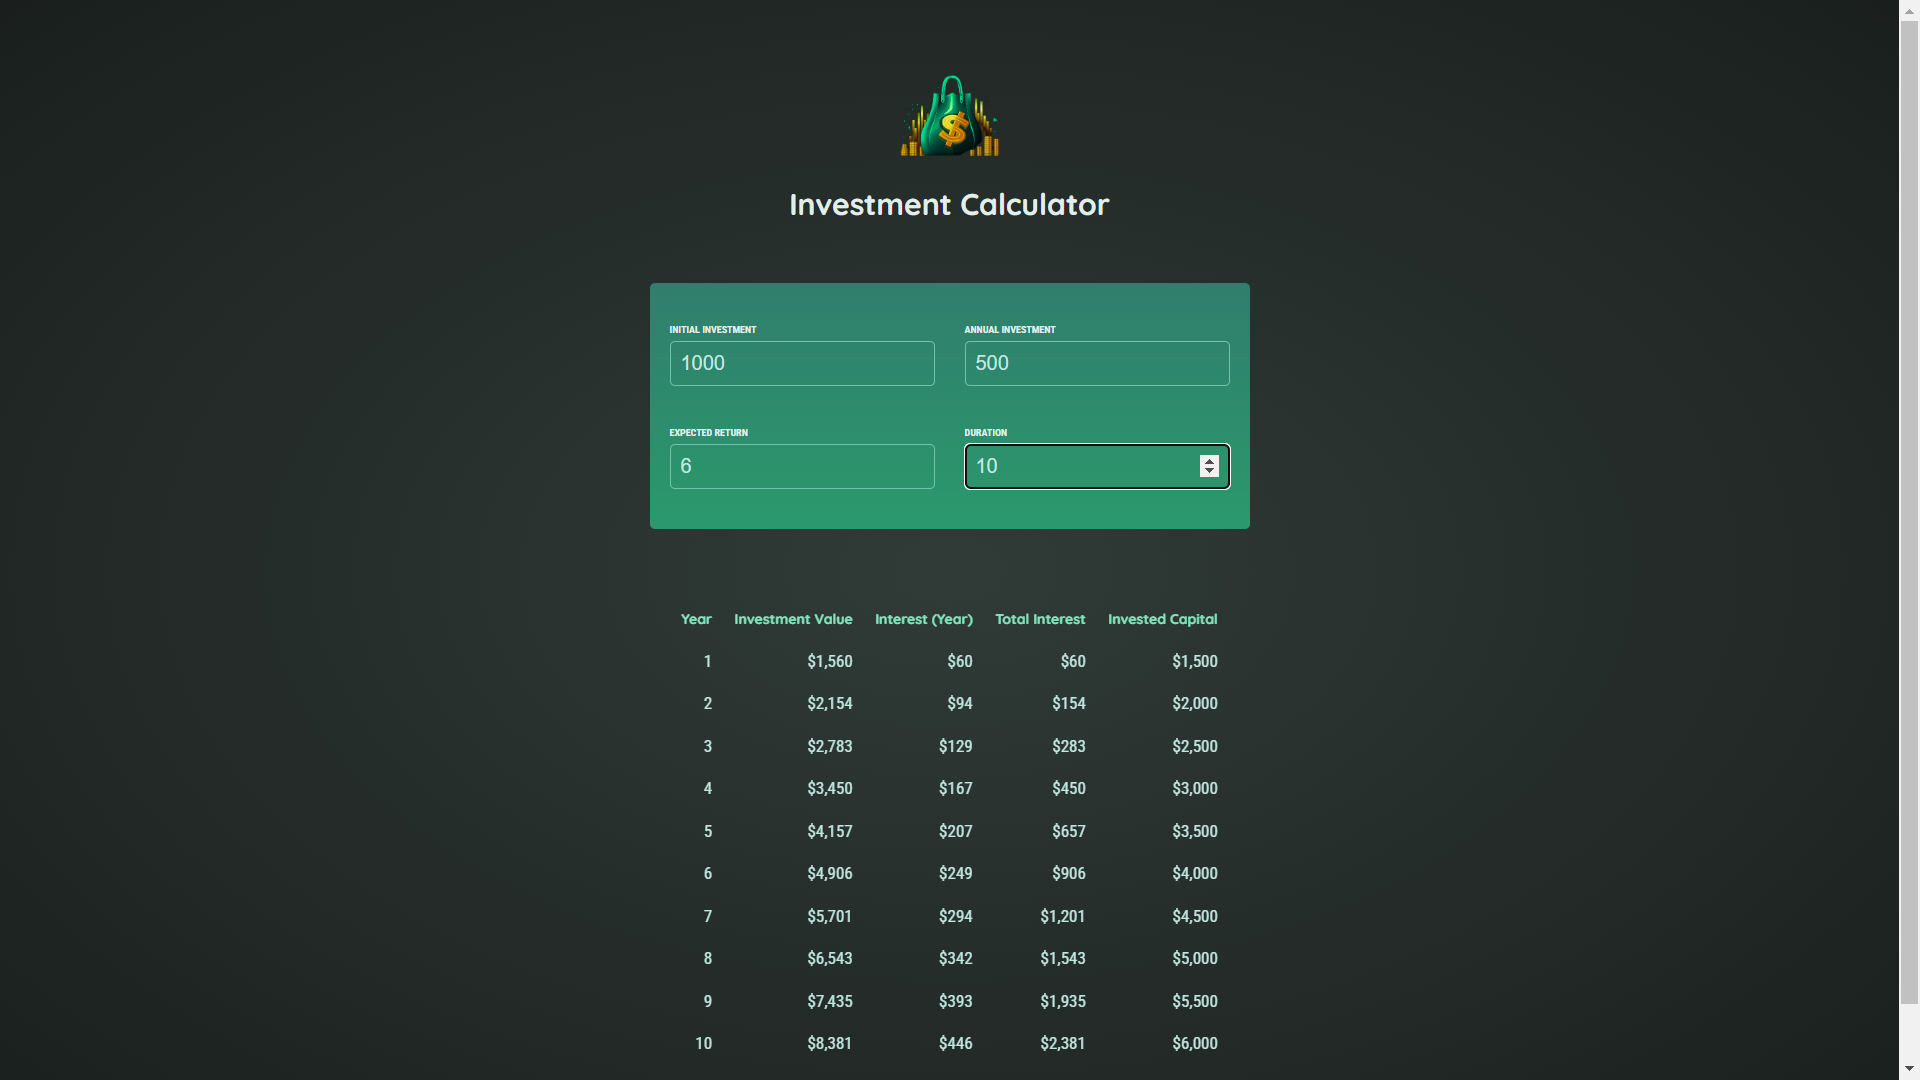 $
Investment Calculator
INITIAL INVESTMENT ANNUAL INVESTMENT
1000 500
EXPECTED RETURN DURATION
6 10
Year Investment Value Interest (Year) Total Interest Invested Capital
1 $1,560 $60 $60 $1,500
2 $2,154 $94 $154 $2,000
3 $2,783 $129 $283 $2,500
4 $3,450 $167 $450 $3,000
5 $4,157 $207 $657 $3,500
6 $4,906 $249 $906 $4,000
7 $5,701 $294 $1,201 $4,500
8 $6,543 $342 $1,543 $5,000
9 $7,435 $393 $1,935 $5,500
10 $8,381 $446 $2,381 $6,000